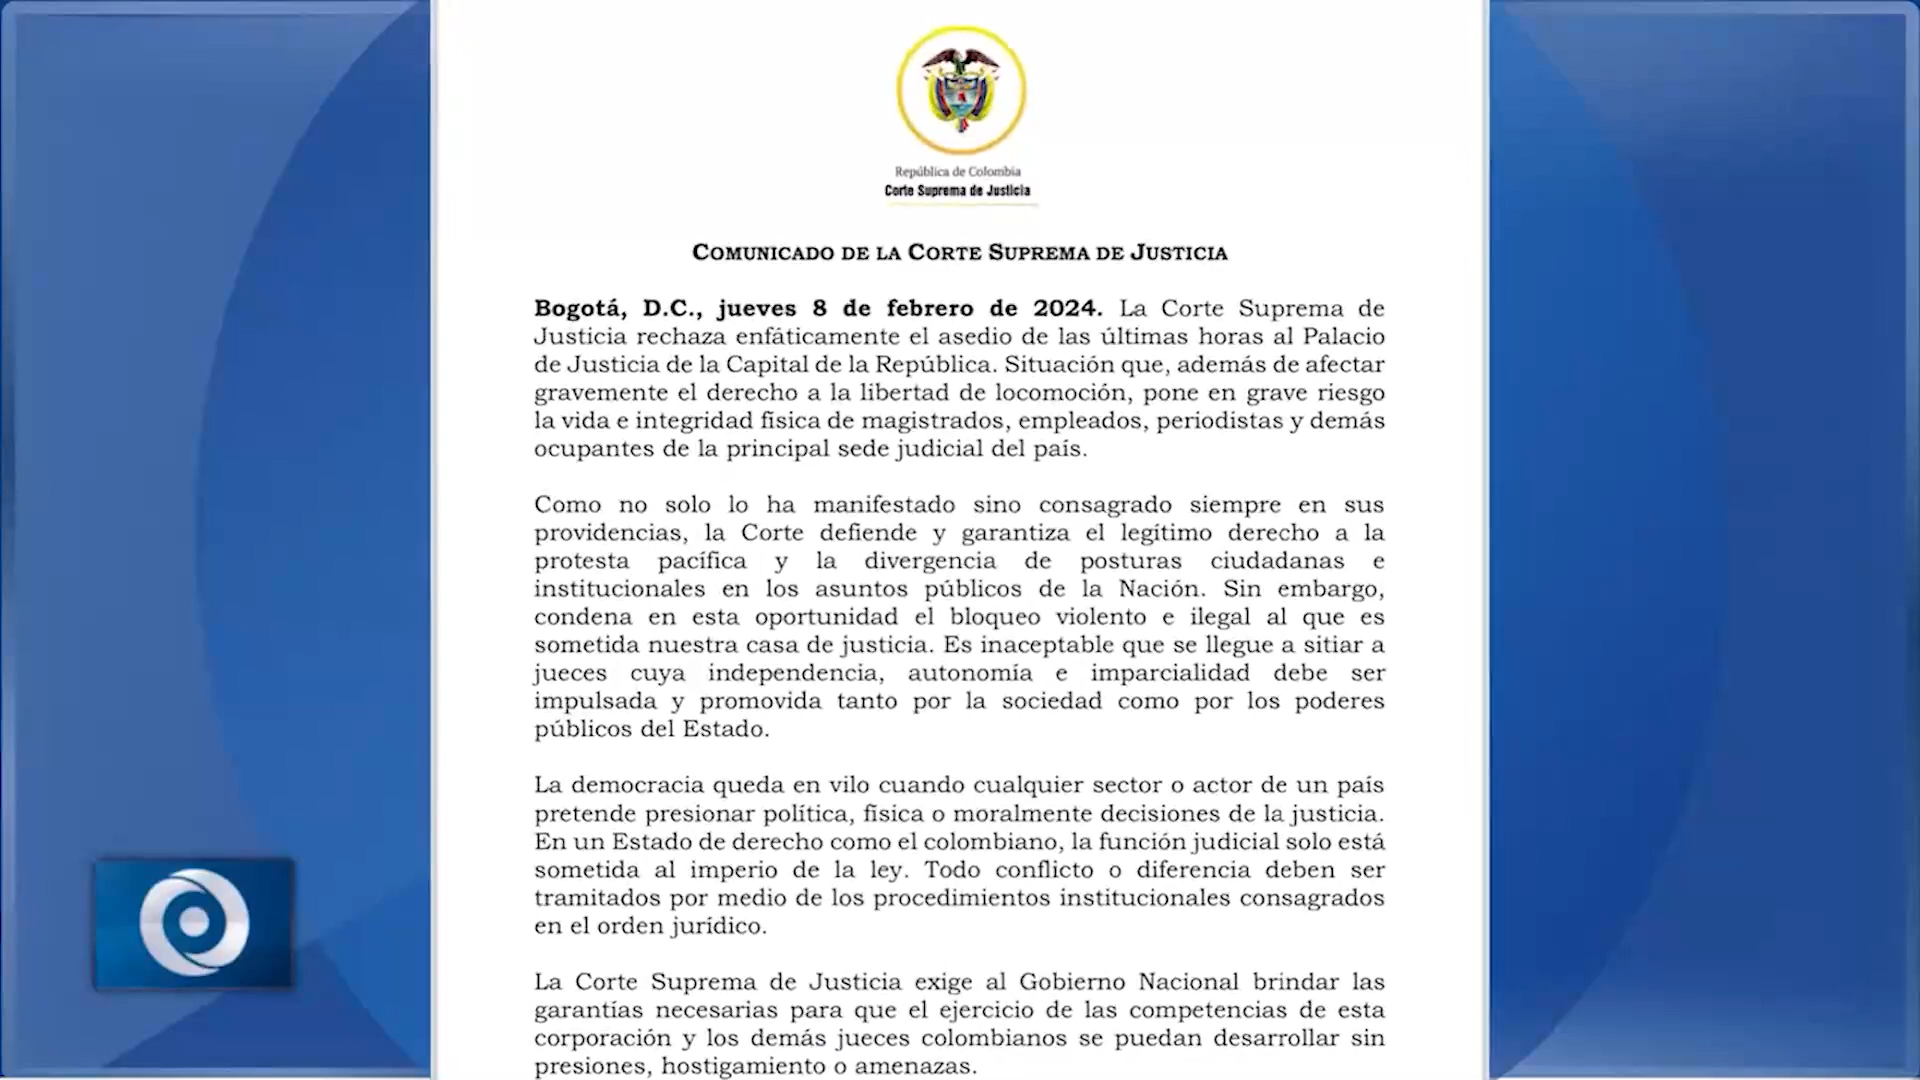 República de Colombia
Corte Suprema de Justicia
COMUNICADO DE LA CORTE SUPREMA DE JUSTICIA
Bogotá, D.C., jueves 8 de febrero de 2024. La Corte Suprema de
Justicia rechaza enfáticamente el asedio de las últimas horas al Palacio
de Justicia de la Capital de la República. Situación que, además de afectar
gravemente el derecho a la libertad de locomoción, pone en grave riesgo
la vida e integridad física de magistrados, empleados, periodistas y demás
ocupantes de la principal sede judicial del país.
Como no solo lo ha manifestado sino consagrado siempre en sus
providencias, la Corte defiende y garantiza el legítimo derecho a la
protesta pacífica y la divergencia de posturas ciudadanas e
institucionales en los asuntos públicos de la Nación. Sin embargo,
condena en esta oportunidad el bloqueo violento e ilegal al que es
sometida nuestra casa de justicia. Es inaceptable que se llegue a sitiar a
jueces cuya independencia, autonomía e imparcialidad debe ser
impulsada y promovida tanto por la sociedad como por los poderes
públicos del Estado.
La democracia queda en vilo cuando cualquier sector o actor de un país
pretende presionar política, física o moralmente decisiones de la justicia.
En un Estado de derecho como el colombiano, la función judicial solo está
sometida al imperio de la ley. Todo conflicto o diferencia deben ser
tramitados por medio de los procedimientos institucionales consagrados
en el orden jurídico.
La Corte Suprema de Justicia exige al Gobierno Nacional brindar las
garantías necesarias para que el ejercicio de las competencias de esta
corporación y los demás jueces colombianos se puedan desarrollar sin
presiones, hostigamiento o amenazas.